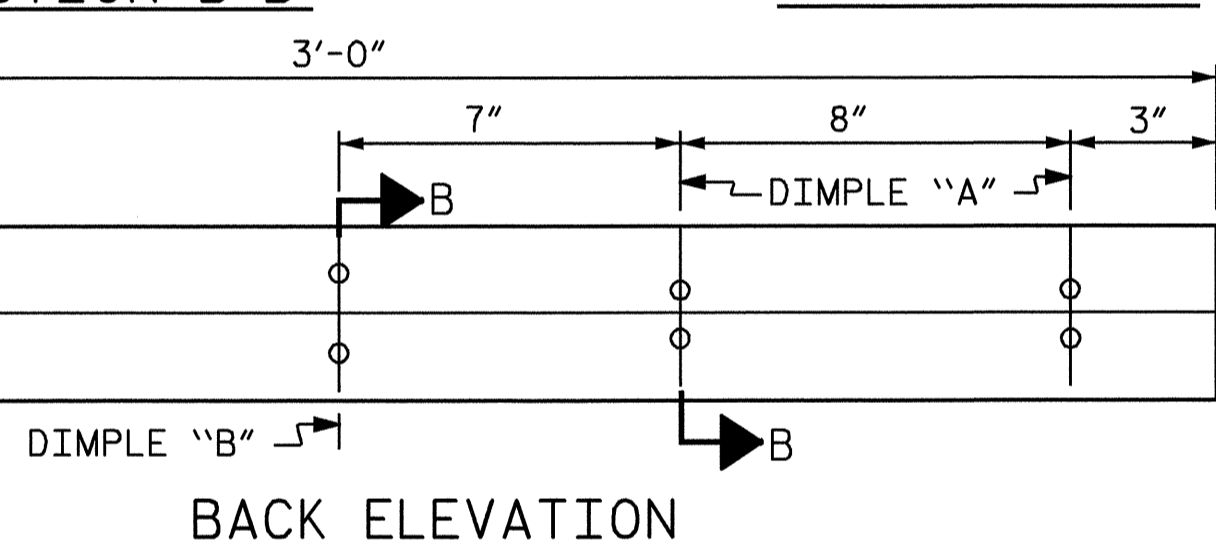 B-B
3′-0″
7″ 8″ 3″
DIMPLE ‶A″
B
DIMPLE ‶B″
B
BACK ELEVATION